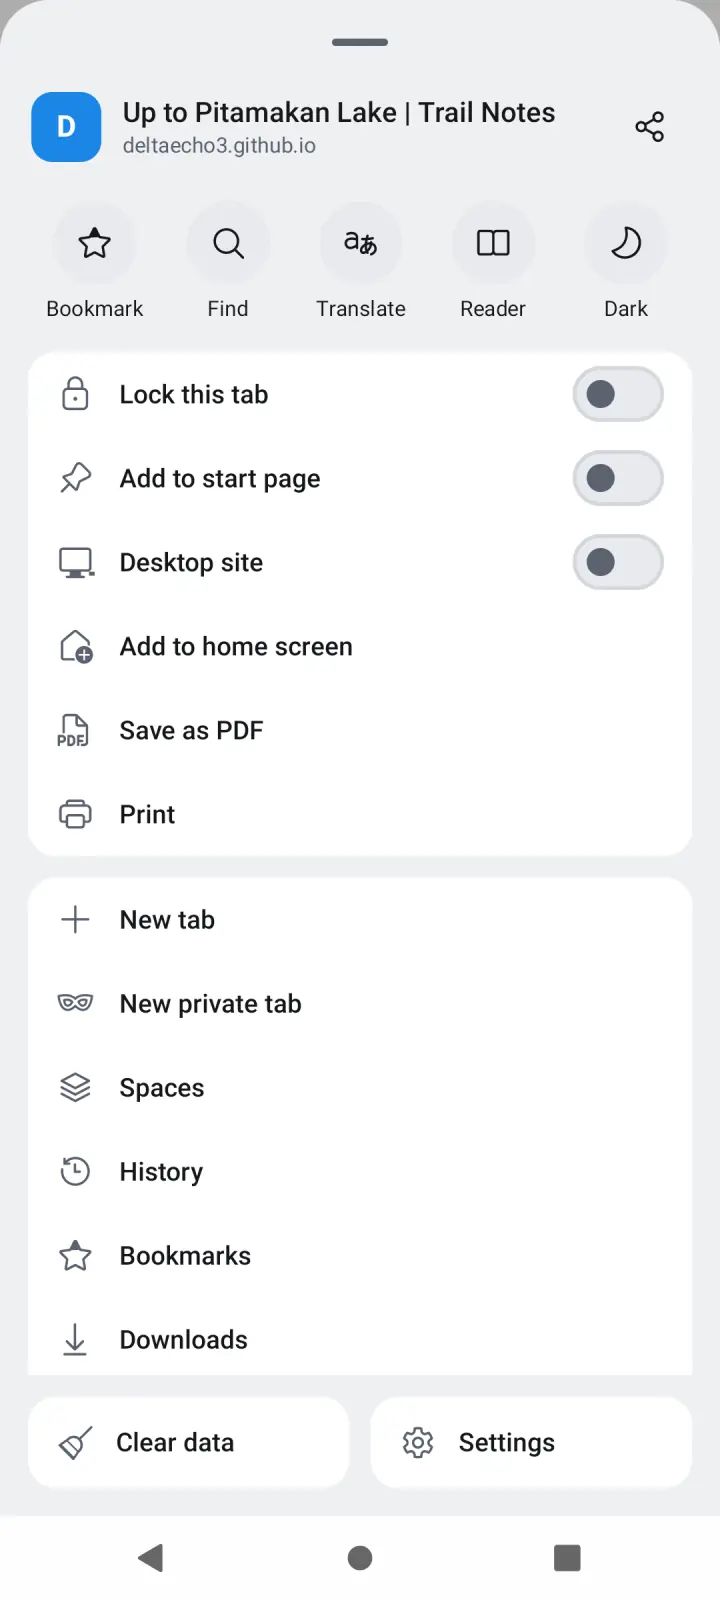 D
Up to Pitamakan Lake | Trail Notes
deltaecho3.github.io
Bookmark
Find
aあ
Translate
Reader
Dark
Lock this tab
Add to start page
Desktop site
Add to home screen
PDF
Save as PDF
Print
New tab
New private tab
Spaces
History
Bookmarks
Downloads
Clear data
Settings